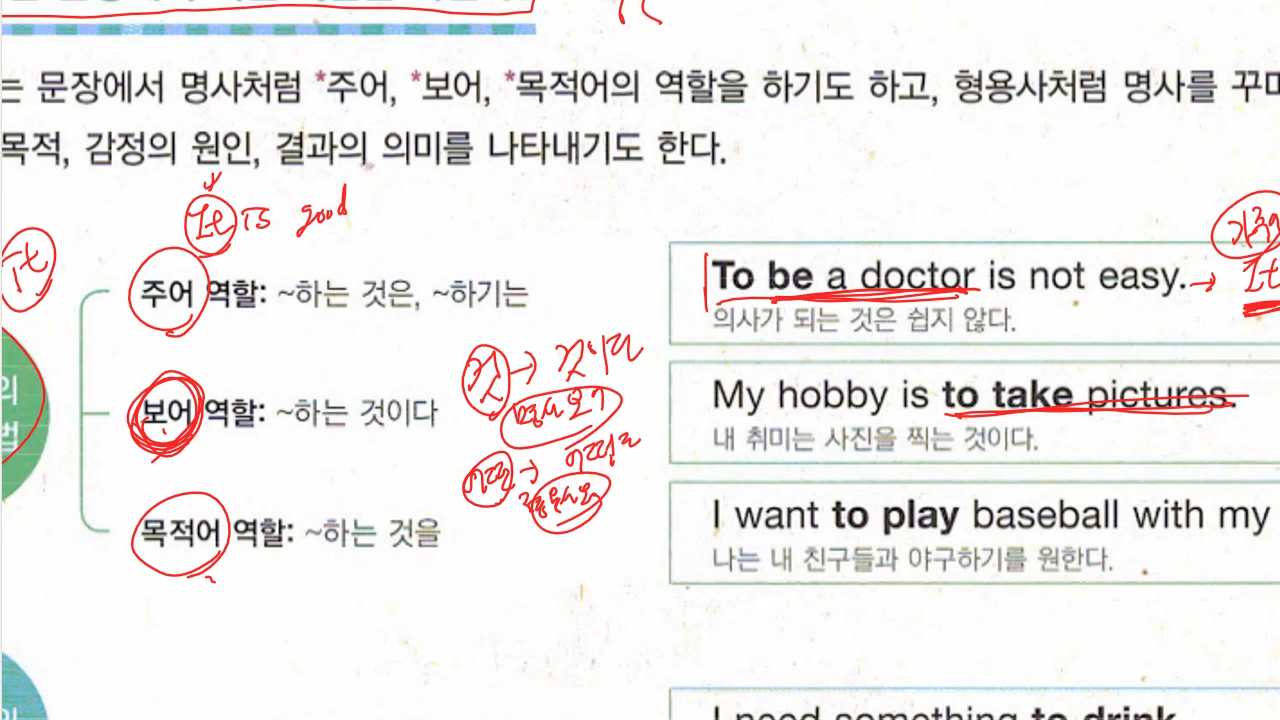 는 문장에서 명사처럼 *주어, *보어, *목적어의 역할을 하기도 하고, 형용사처럼 명사를 꾸미
목적, 감정의 원인, 결과의 의미를 나타내기도 한다.
It is good
주어 역할: ~하는 것은, ~하기는
To be a doctor is not easy. → It
의사가 되는 것은 쉽지 않다.
것 → 것이다
명사보어
보어 역할: ~하는 것이다
My hobby is to take pictures.
내 취미는 사진을 찍는 것이다.
의
법
목적어 역할: ~하는 것을
I want to play baseball with my
나는 내 친구들과 야구하기를 원한다.
I need something to drink